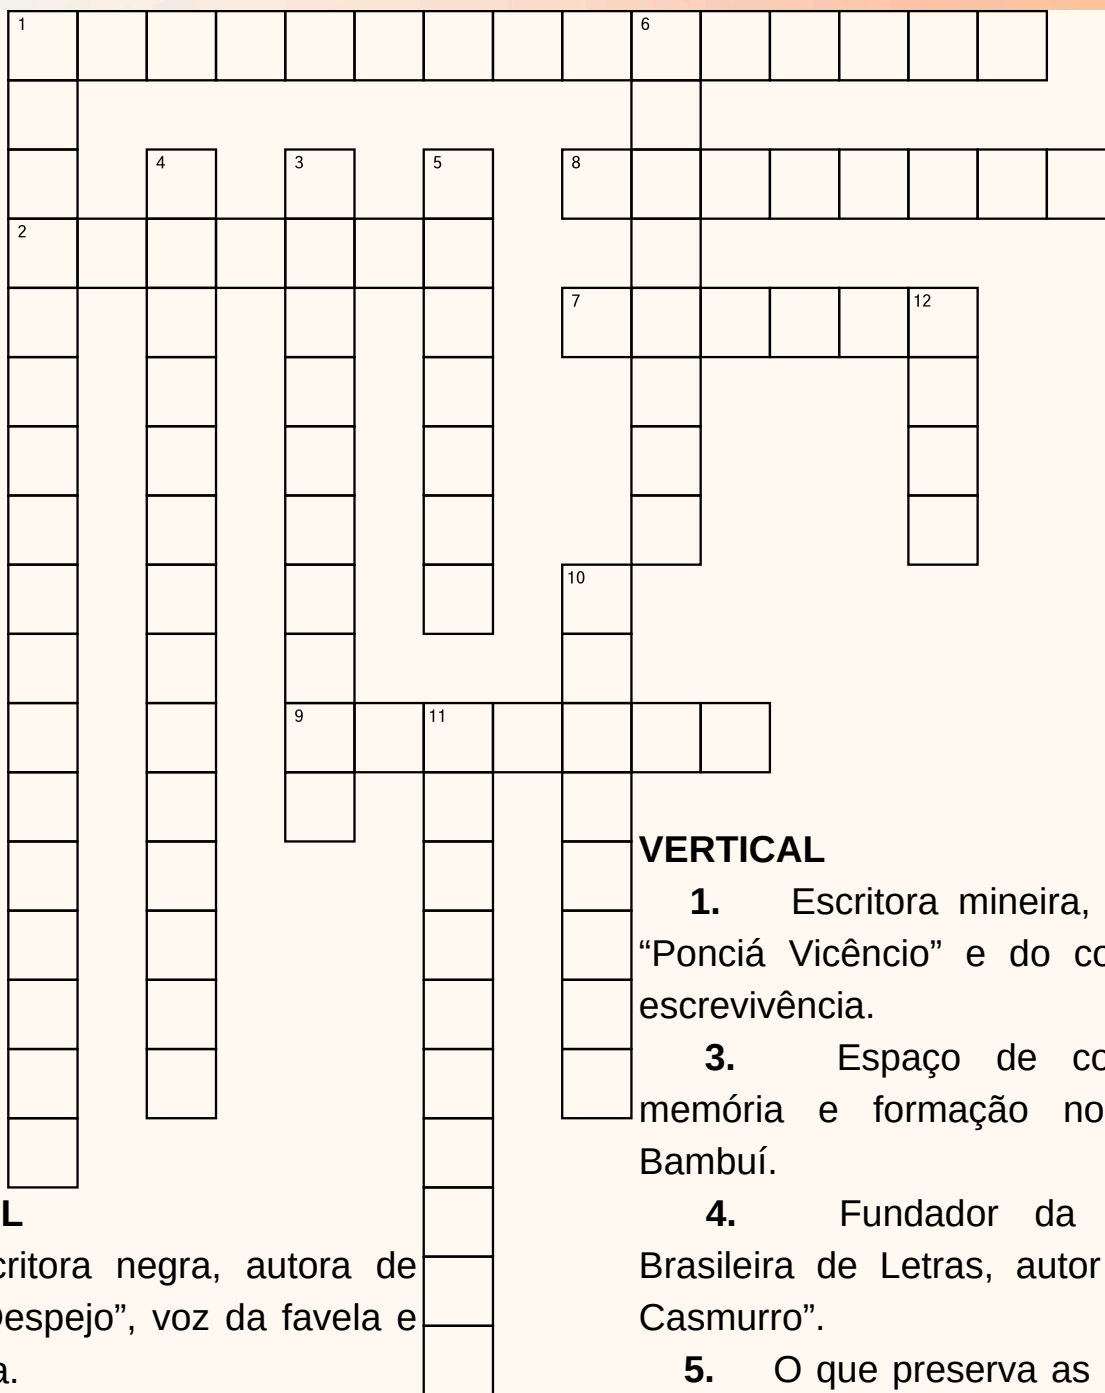 1
6
4
3
5
8
2
7
12
10
9
11
VERTICAL
1. Escritora mineira,
“Ponciá Vicêncio” e do co
escrevivência.
3. Espaço de co
memória e formação no
Bambuí.
4. Fundador da
Brasileira de Letras, autor
Casmurro”.
5. O que preserva as
L
critora negra, autora de
espejo”, voz da favela e
a.